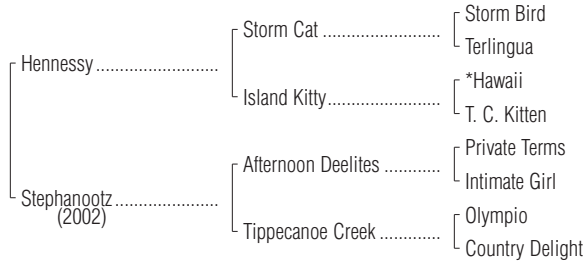 Storm Bird
Storm Cat ........................
Terlingua
Hennessy .........................
*Hawaii
Island Kitty .......................
T. C. Kitten
Private Terms
Afternoon Deelites .............
Intimate Girl
Stephanootz .....................
(2002)
Olympio
Tippecanoe Creek .............
Country Delight